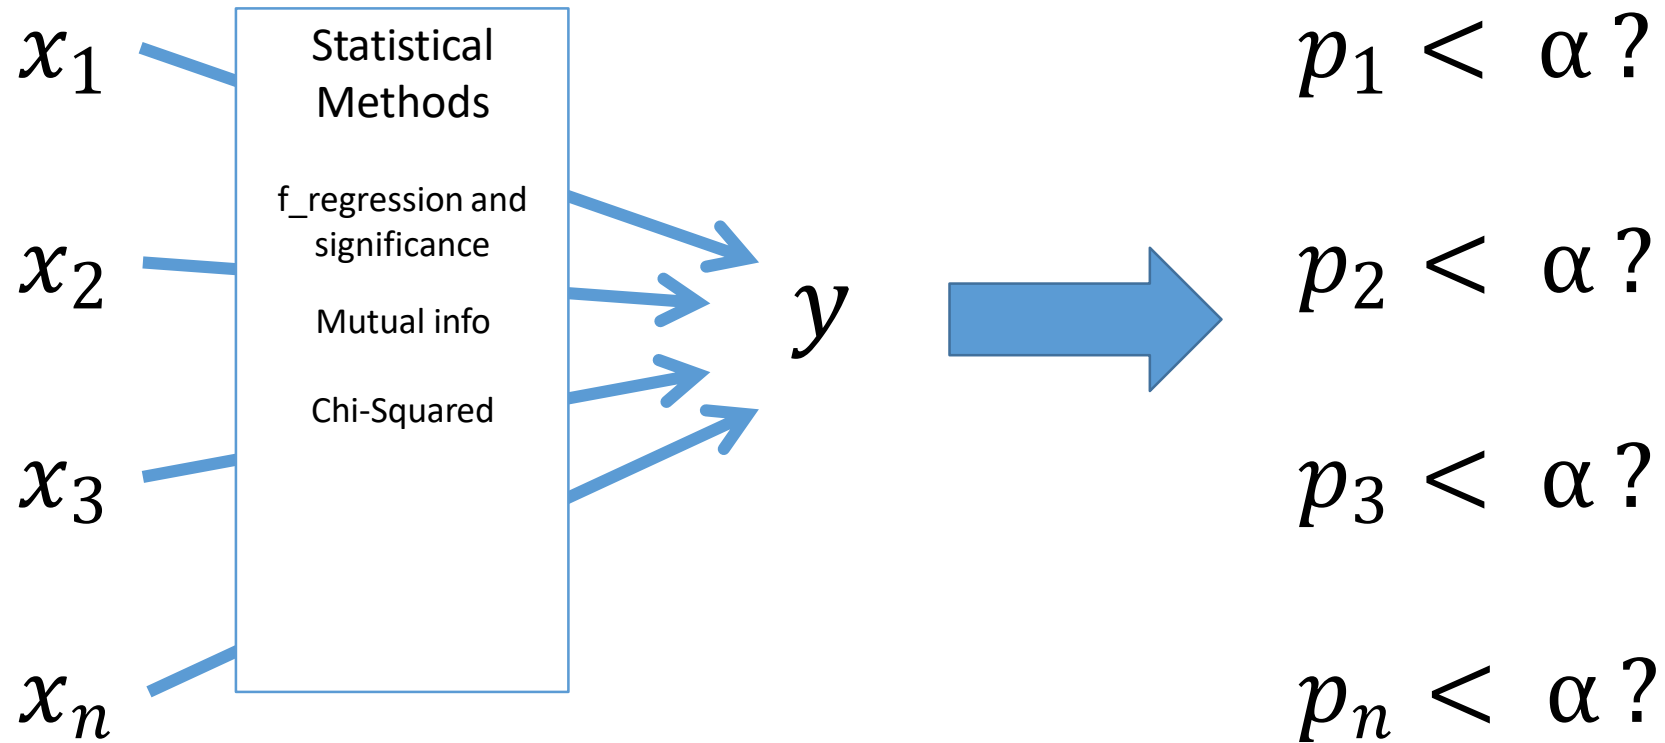 x₁
x₂
x₃
xₙ
Statistical
Methods
f_regression and
significance
Mutual info
Chi-Squared
y
p₁ < α ?
p₂ < α ?
p₃ < α ?
pₙ < α ?